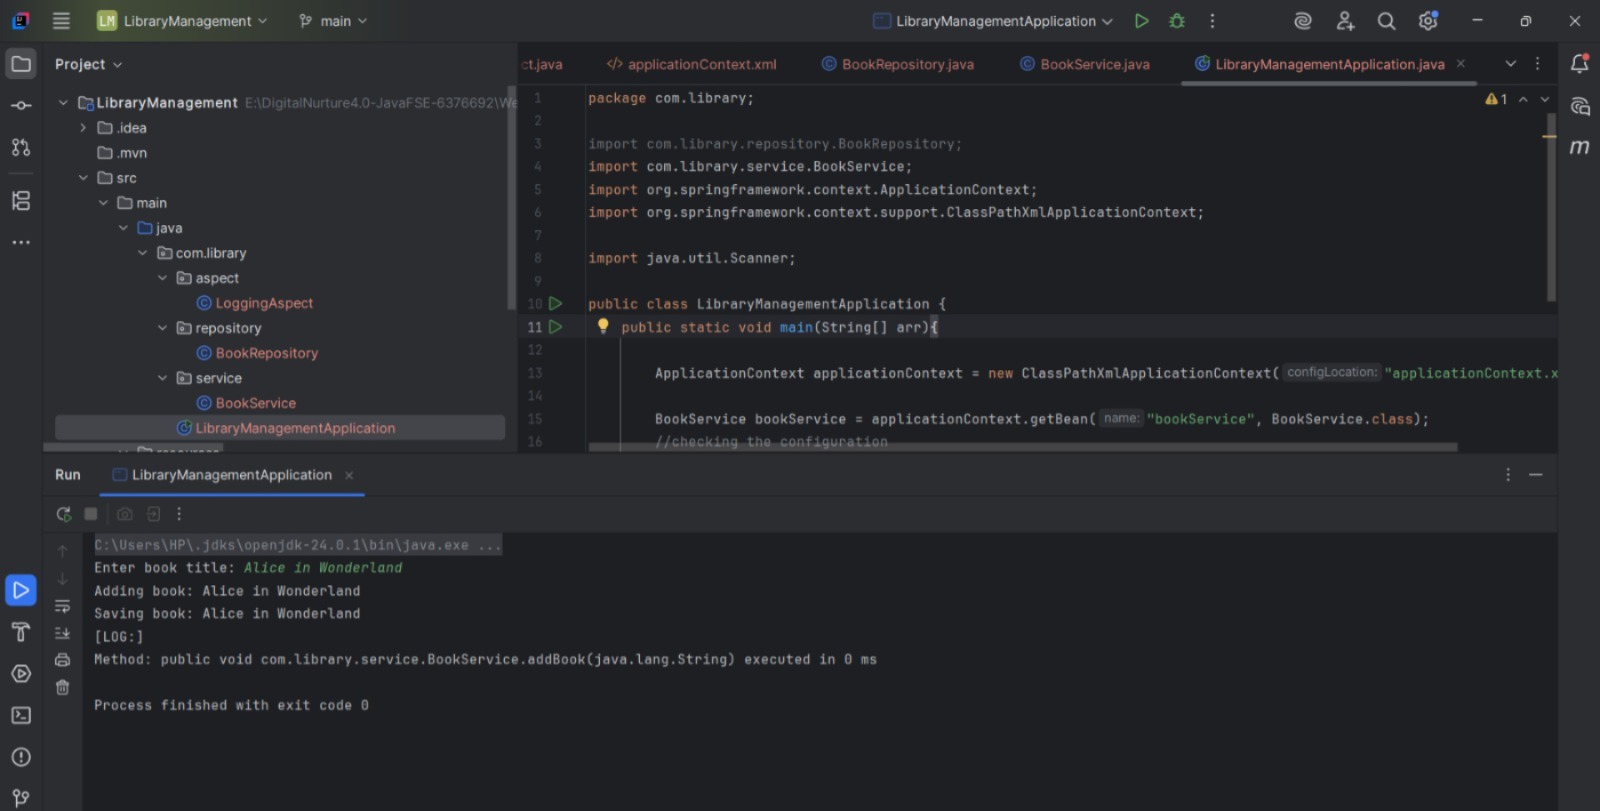 LM LibraryManagement main LibraryManagementApplication
Project
LibraryManagement E:\DigitalNurture4.0-JavaFSE-6376692\We
.idea
.mvn
src
main
java
com.library
aspect
LoggingAspect
repository
BookRepository
service
BookService
LibraryManagementApplication
resources
ct.java applicationContext.xml BookRepository.java BookService.java LibraryManagementApplication.java
1 package com.library;
2
3 import com.library.repository.BookRepository;
4 import com.library.service.BookService;
5 import org.springframework.context.ApplicationContext;
6 import org.springframework.context.support.ClassPathXmlApplicationContext;
7
8 import java.util.Scanner;
9
10 public class LibraryManagementApplication {
11 public static void main(String[] arr){
12
13 ApplicationContext applicationContext = new ClassPathXmlApplicationContext( configLocation: "applicationContext.x
14
15 BookService bookService = applicationContext.getBean( name: "bookService", BookService.class);
16 //checking the configuration
1
m
Run LibraryManagementApplication
C:\Users\HP\.jdks\openjdk-24.0.1\bin\java.exe ...
Enter book title: Alice in Wonderland
Adding book: Alice in Wonderland
Saving book: Alice in Wonderland
[LOG:]
Method: public void com.library.service.BookService.addBook(java.lang.String) executed in 0 ms
Process finished with exit code 0